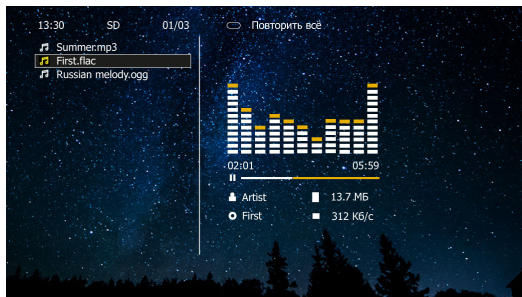 13:30 SD 01/03 Повторить всё
Summer.mp3
First.flac
Russian melody.ogg
02:01 05:59
Artist 13.7 МБ
First 312 Кб/с